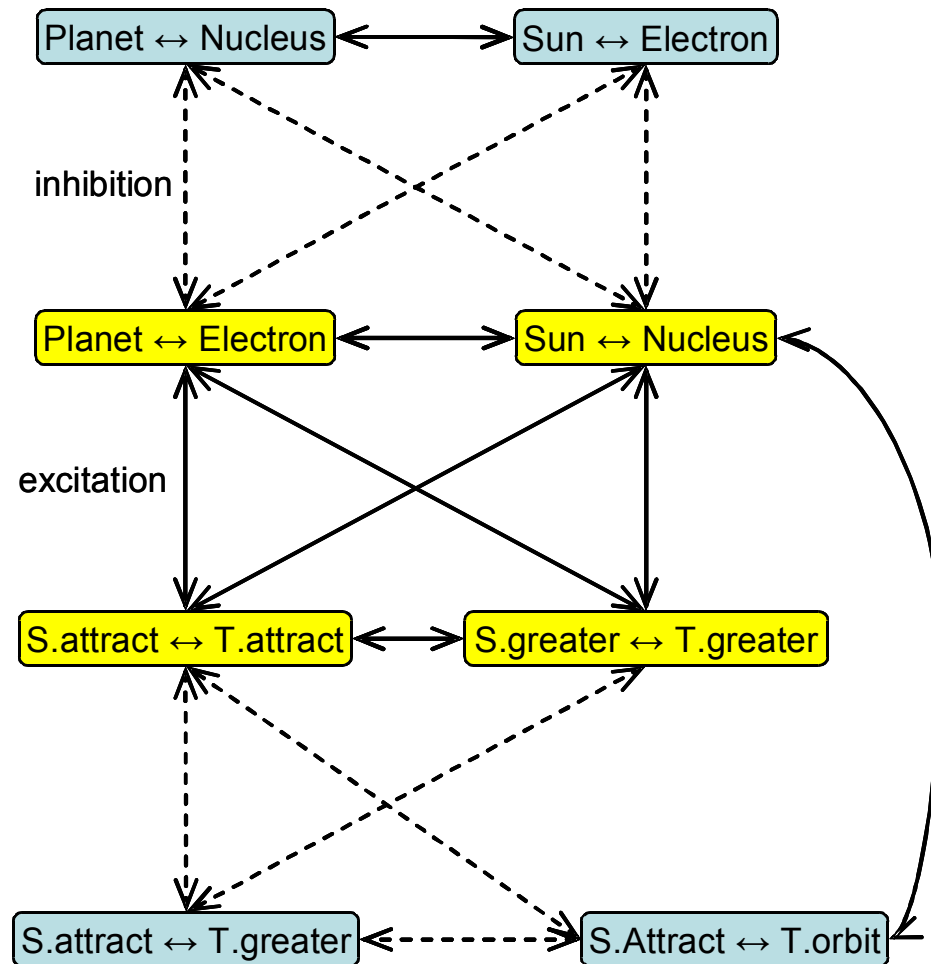 Planet ↔ Nucleus
Sun ↔ Electron
inhibition
Planet ↔ Electron
Sun ↔ Nucleus
excitation
S.attract ↔ T.attract
S.greater ↔ T.greater
S.attract ↔ T.greater
S.Attract ↔ T.orbit